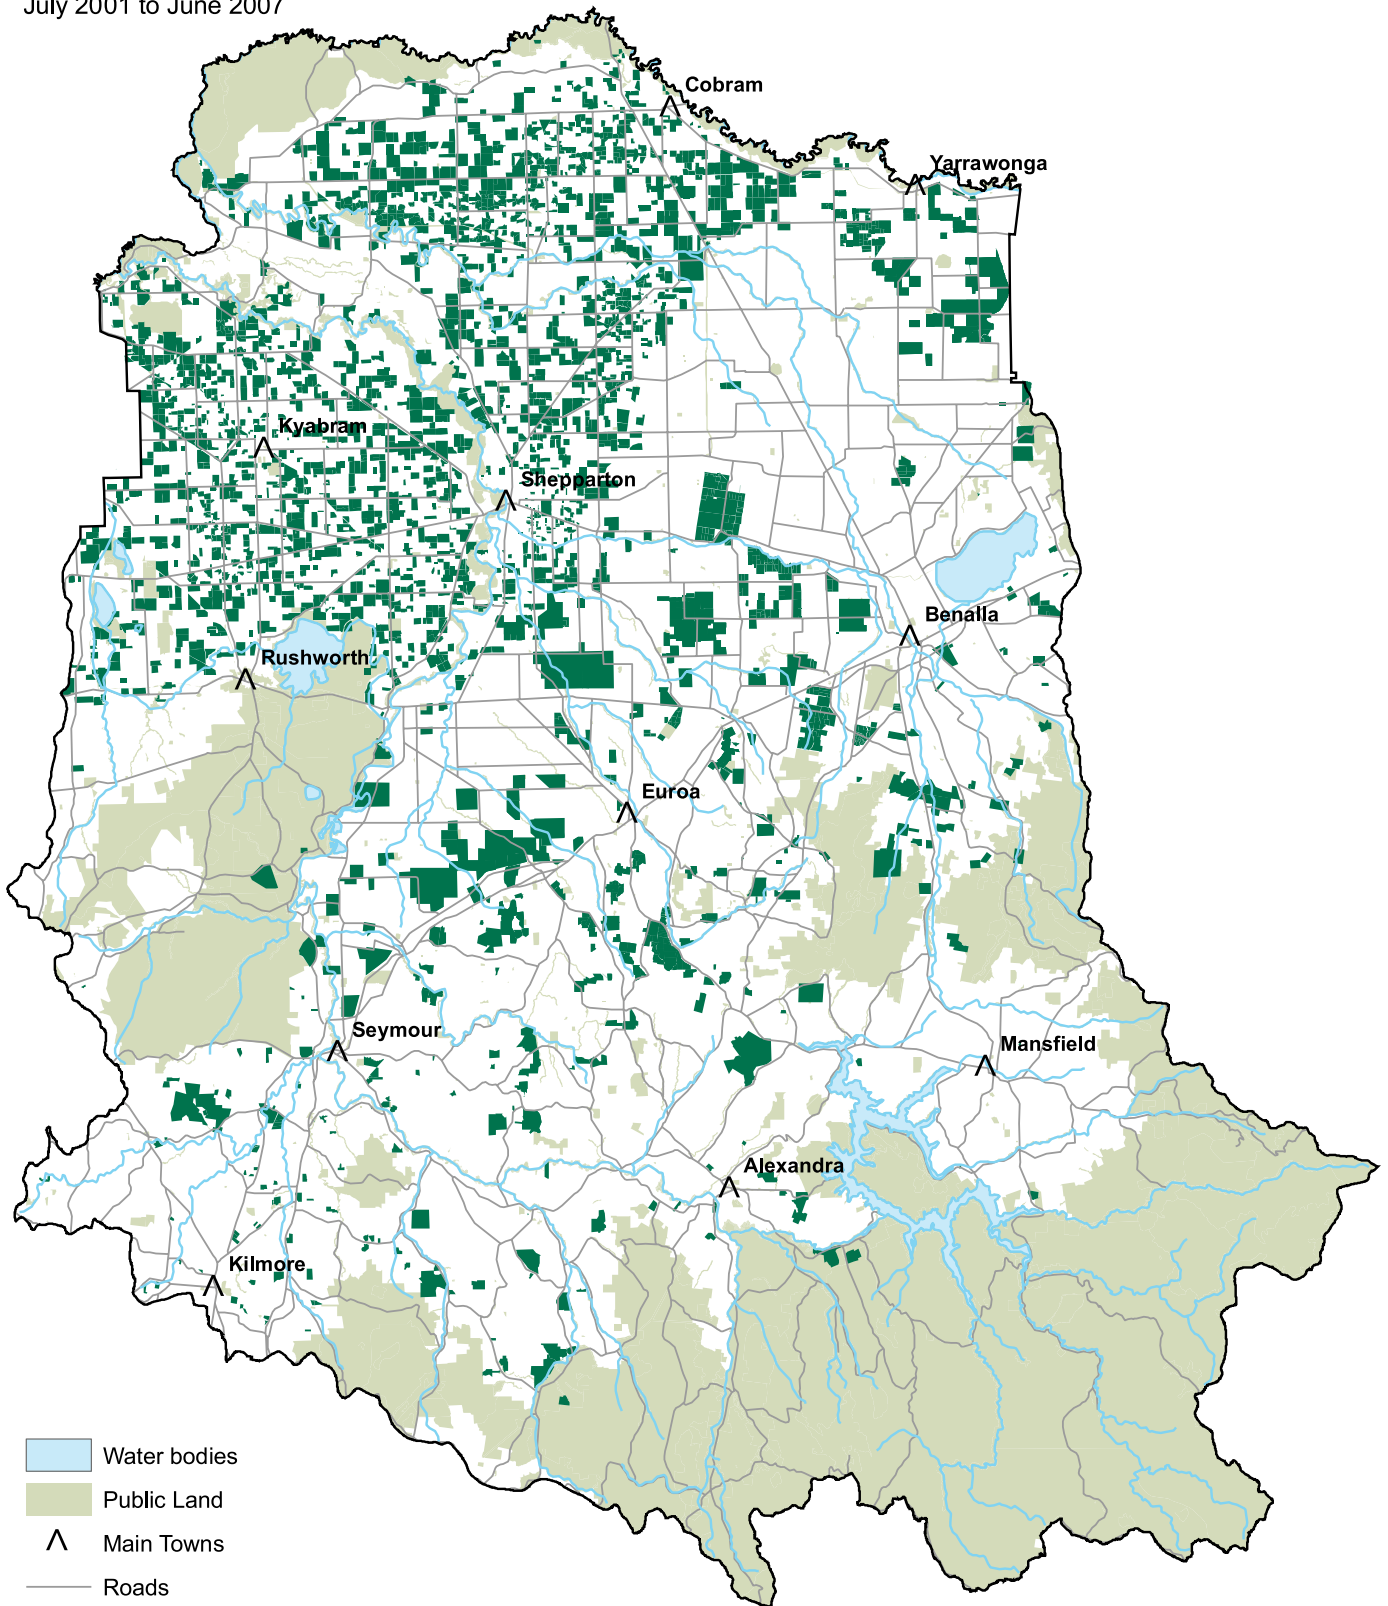 July 2001 to June 2007
Cobram
Yarrawonga
Kyabram
Shepparton
Benalla
Rushworth
Euroa
Seymour
Mansfield
Alexandra
Kilmore
Water bodies
Public Land
Main Towns
Roads